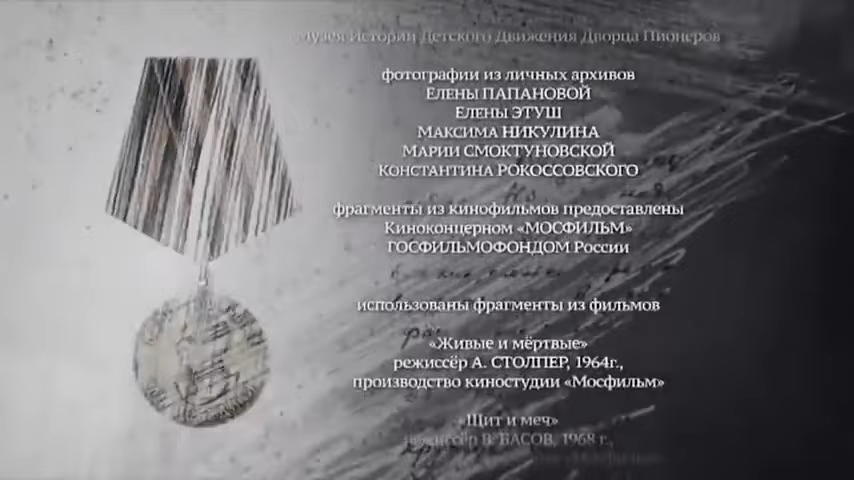 Музея Истории Детского Движения Дворца Пионеров
фотографии из личных архивов
Елены ПАПАНОВОЙ
Елены ЭТУШ
Максима НИКУЛИНА
Марии СМОКТУНОВСКОЙ
Константина РОКОССОВСКОГО
фрагменты из кинофильмов предоставлены
Киноконцерном «МОСФИЛЬМ»
ГОСФИЛЬМОФОНДОМ России
использованы фрагменты из фильмов
«Живые и мёртвые»
режиссёр А. СТОЛПЕР, 1964г.,
производство киностудии «Мосфильм»
«Щит и меч»
режиссёр В. БАСОВ, 1968 г.,